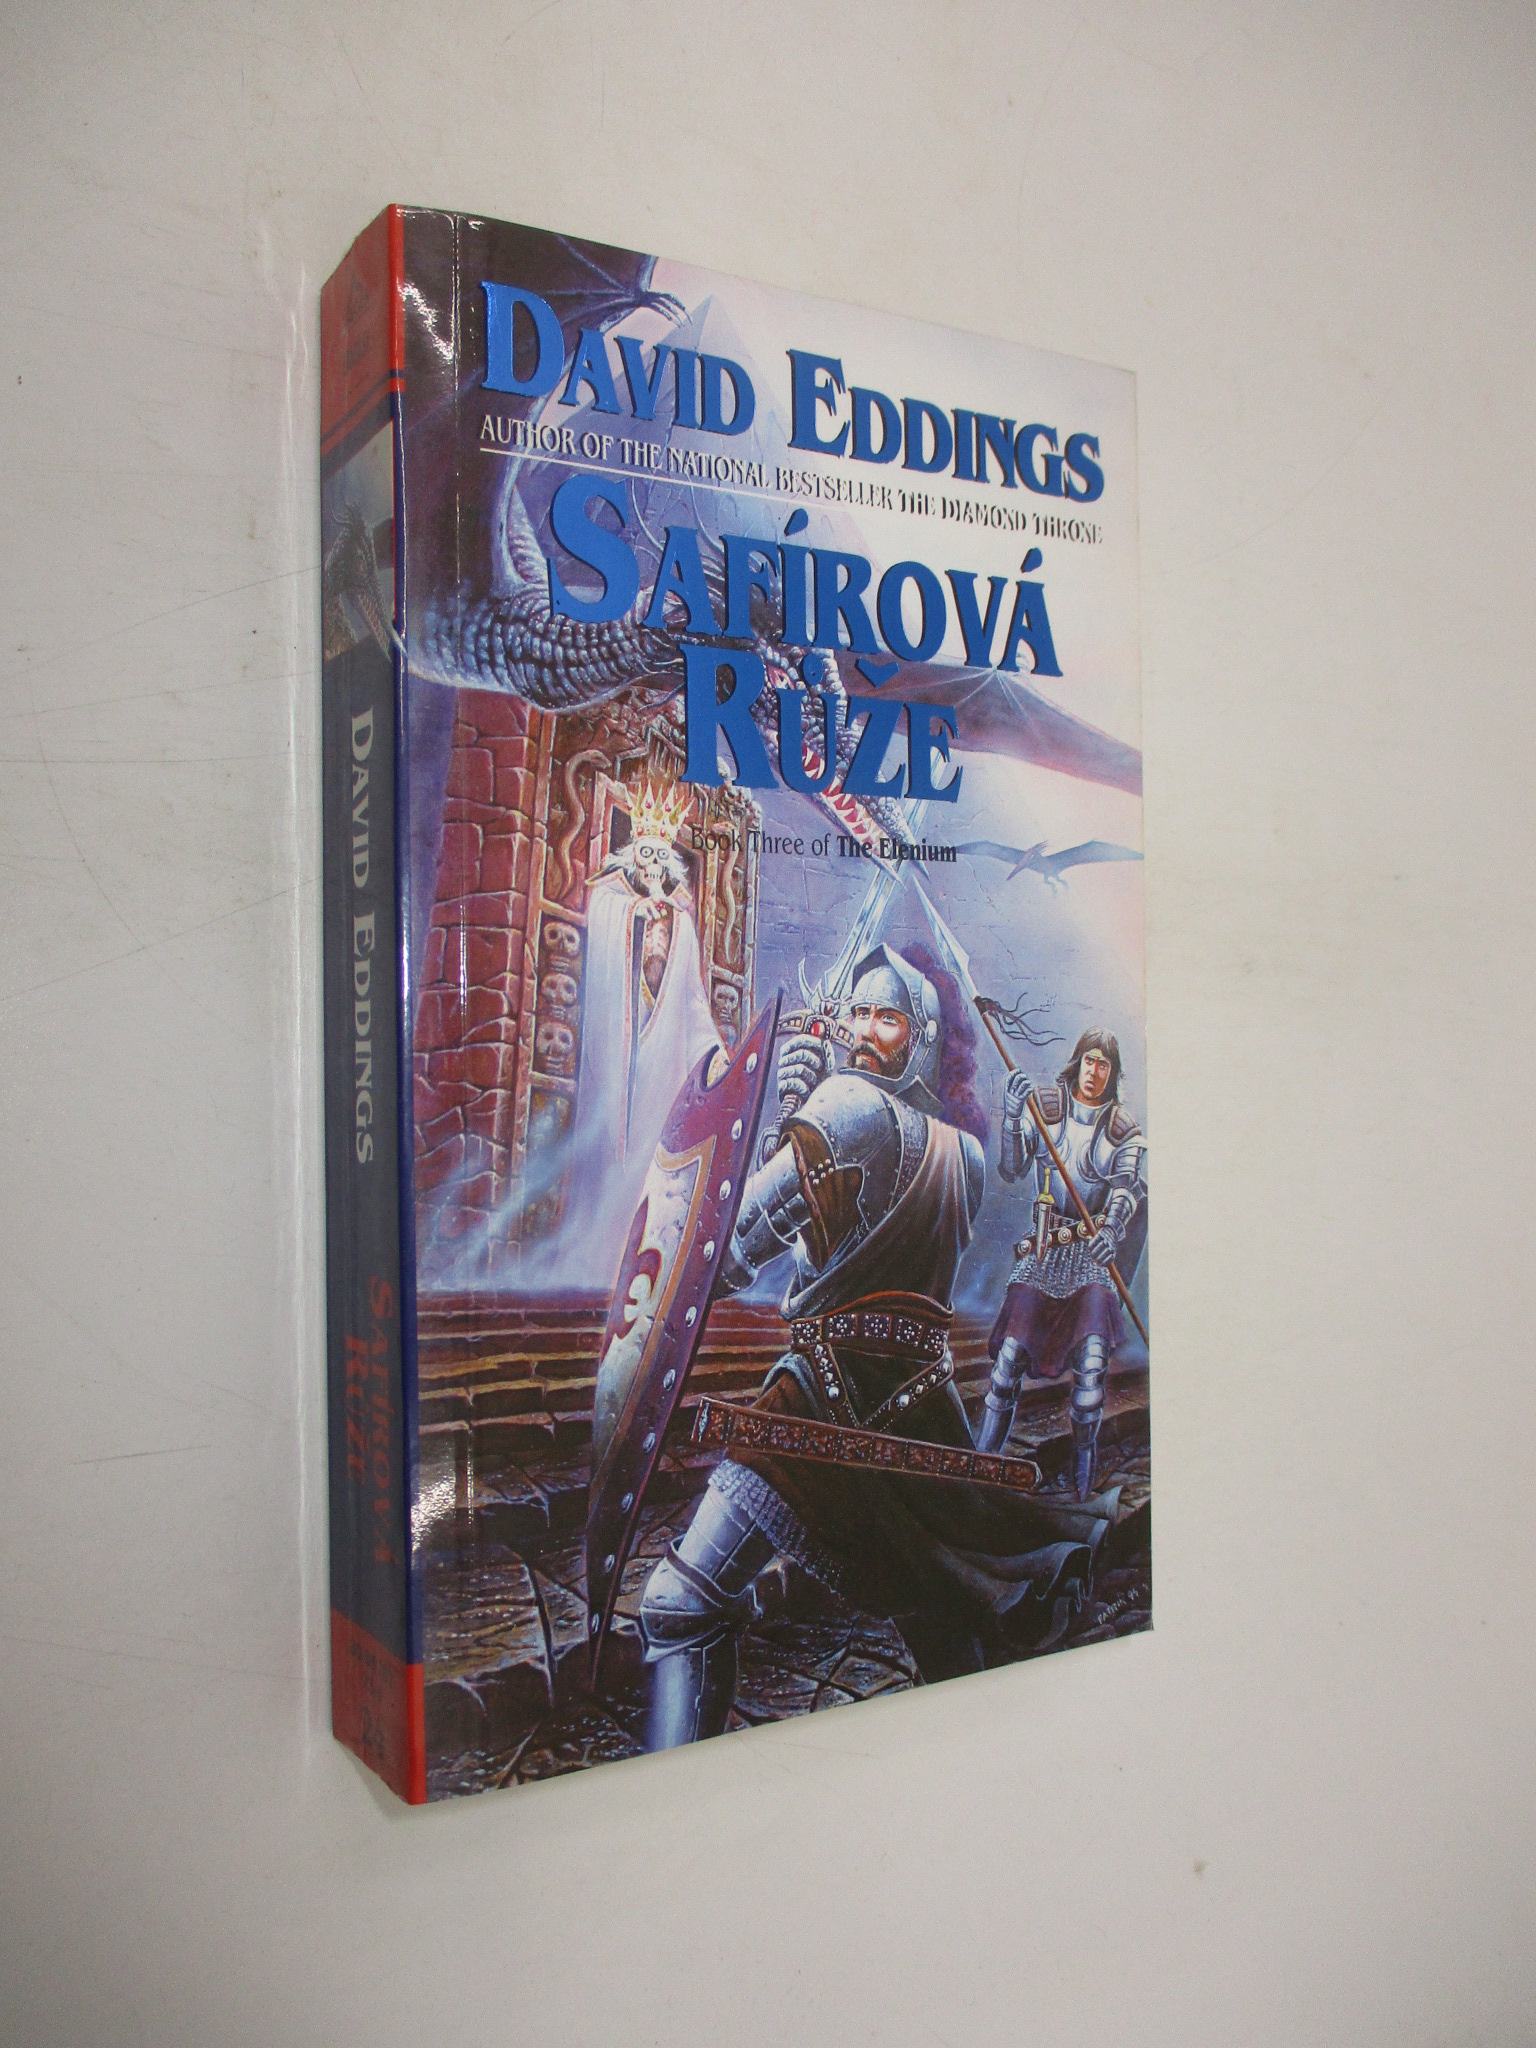 DAVID EDDINGS
AUTHOR OF THE NATIONAL BESTSELLER THE DIAMOND THRONE
SAFÍROVÁ
RŮŽE
Book Three of The Elenium
DAVID EDDINGS
SAFÍROVÁ
RŮŽE